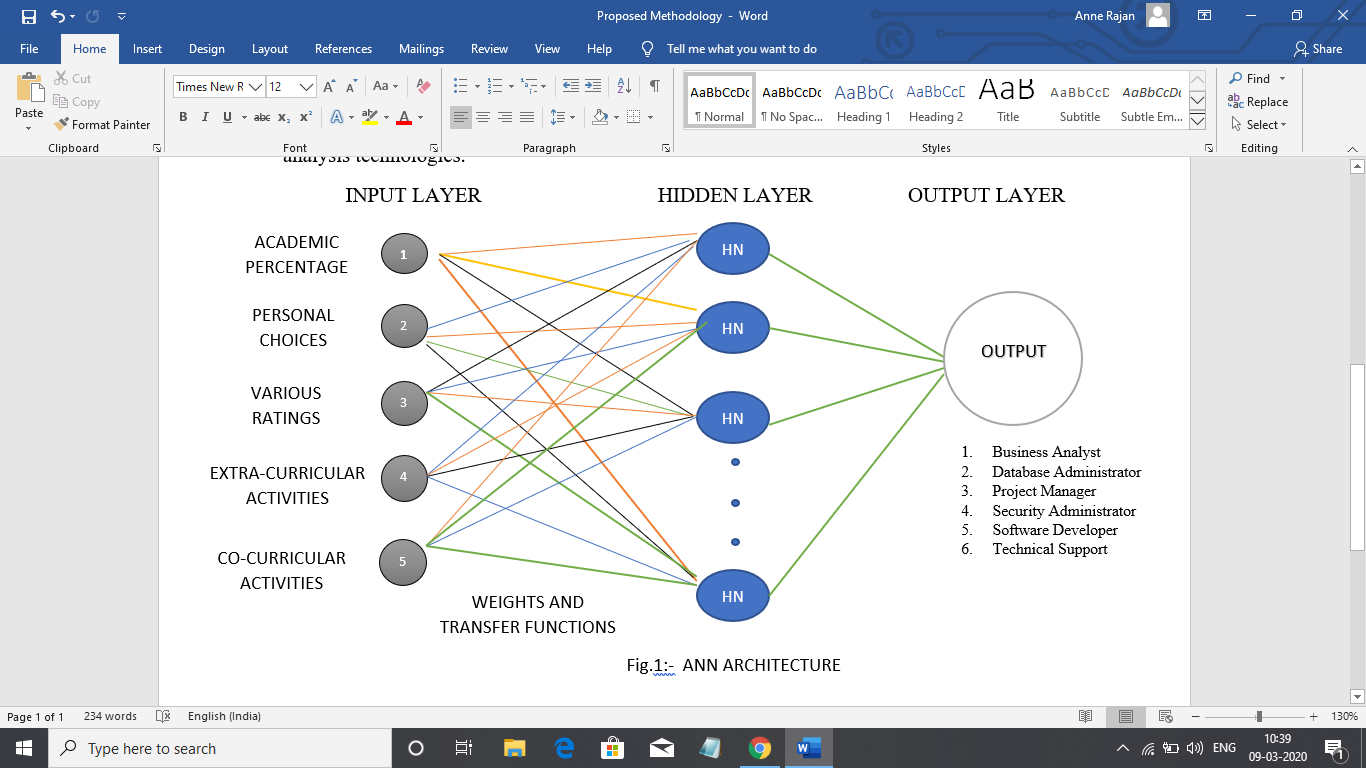 Proposed Methodology - Word
Anne Rajan
File Home Insert Design Layout References Mailings Review View Help Tell me what you want to do Share
Paste
Cut
Copy
Format Painter
Clipboard
Times New R 12
Aa
B I U abc x₂ x² A ab A
Font
Paragraph
AaBbCcDc AaBbCcDc AaBbCc AaBbCcD AaB AaBbCcD AaBbCcDc
¶ Normal ¶ No Spac... Heading 1 Heading 2 Title Subtitle Subtle Em...
Styles
Find
Replace
Select
Editing
analysis technologies.
INPUT LAYER HIDDEN LAYER OUTPUT LAYER
ACADEMIC
PERCENTAGE
1
PERSONAL
CHOICES
2
VARIOUS
RATINGS
3
EXTRA-CURRICULAR
ACTIVITIES
4
CO-CURRICULAR
ACTIVITIES
5
HN
HN
HN
HN
OUTPUT
1. Business Analyst
2. Database Administrator
3. Project Manager
4. Security Administrator
5. Software Developer
6. Technical Support
WEIGHTS AND
TRANSFER FUNCTIONS
Fig.1:- ANN ARCHITECTURE
Page 1 of 1 234 words English (India) 130%
Type here to search
ENG
10:39
09-03-2020
1